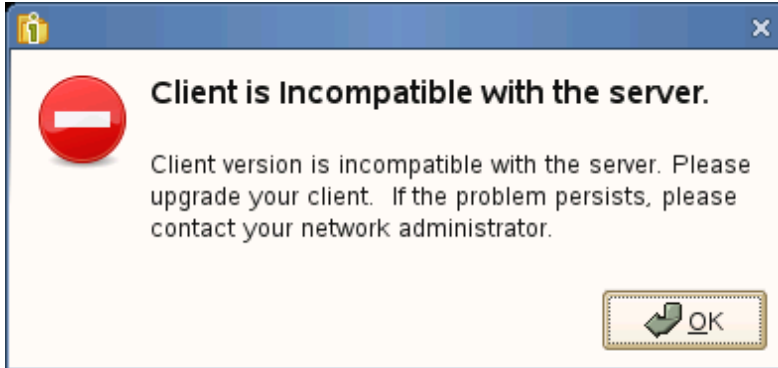 Client is Incompatible with the server.
Client version is incompatible with the server. Please
upgrade your client.  If the problem persists, please
contact your network administrator.
OK